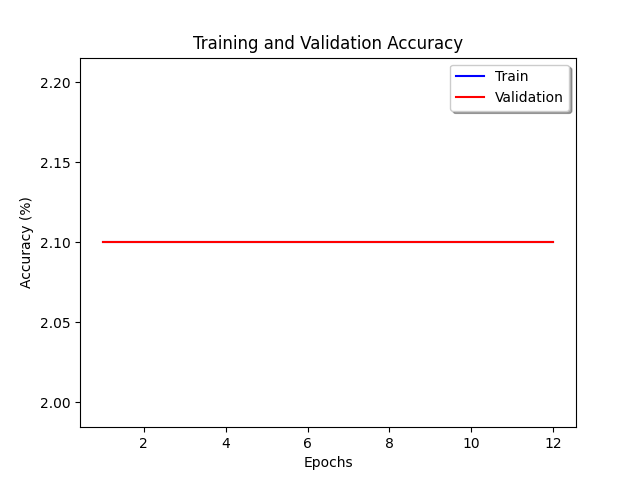 Training and Validation Accuracy
Train
Validation
2.20
2.15
2.10
2.05
2.00
Accuracy (%)
2 4 6 8 10 12
Epochs